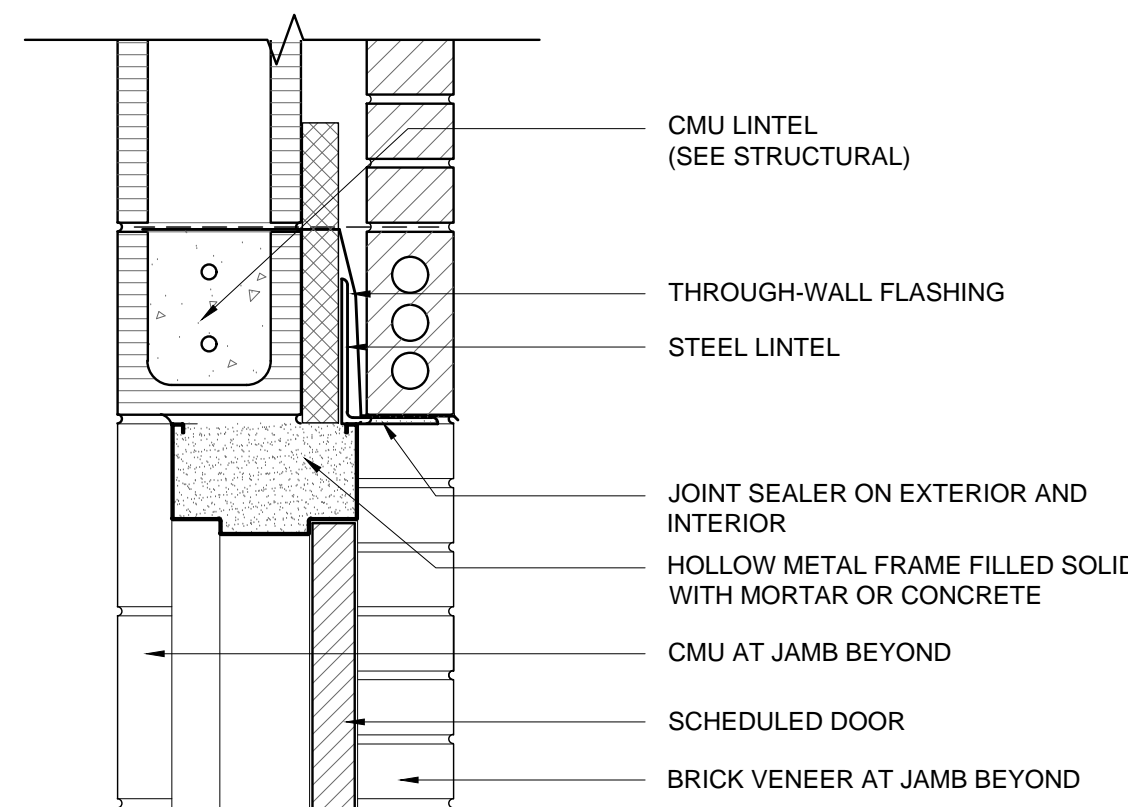 CMU LINTEL
(SEE STRUCTURAL)
THROUGH-WALL FLASHING
STEEL LINTEL
JOINT SEALER ON EXTERIOR AND
INTERIOR
HOLLOW METAL FRAME FILLED SOLID
WITH MORTAR OR CONCRETE
CMU AT JAMB BEYOND
SCHEDULED DOOR
BRICK VENEER AT JAMB BEYOND